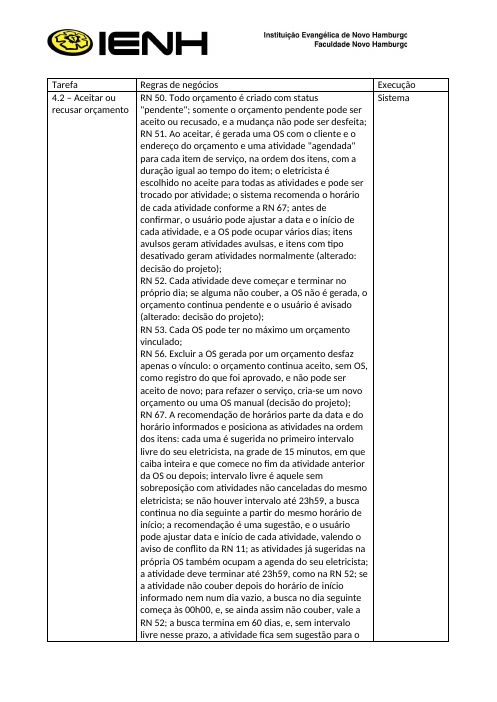 IENH
Instituição Evangélica de Novo Hamburgo
Faculdade Novo Hamburgo
Tarefa
Regras de negócios
Execução
4.2 – Aceitar ou
recusar orçamento
RN 50. Todo orçamento é criado com status
"pendente"; somente o orçamento pendente pode ser
aceito ou recusado, e a mudança não pode ser desfeita;
RN 51. Ao aceitar, é gerada uma OS com o cliente e o
endereço do orçamento e uma atividade "agendada"
para cada item de serviço, na ordem dos itens, com a
duração igual ao tempo do item; o eletricista é
escolhido no aceite para todas as atividades e pode ser
trocado por atividade; o sistema recomenda o horário
de cada atividade conforme a RN 67; antes de
confirmar, o usuário pode ajustar a data e o início de
cada atividade, e a OS pode ocupar vários dias; itens
avulsos geram atividades avulsas, e itens com tipo
desativado geram atividades normalmente (alterado:
decisão do projeto);
RN 52. Cada atividade deve começar e terminar no
próprio dia; se alguma não couber, a OS não é gerada, o
orçamento continua pendente e o usuário é avisado
(alterado: decisão do projeto);
RN 53. Cada OS pode ter no máximo um orçamento
vinculado;
RN 56. Excluir a OS gerada por um orçamento desfaz
apenas o vínculo: o orçamento continua aceito, sem OS,
como registro do que foi aprovado, e não pode ser
aceito de novo; para refazer o serviço, cria-se um novo
orçamento ou uma OS manual (decisão do projeto);
RN 67. A recomendação de horários parte da data e do
horário informados e posiciona as atividades na ordem
dos itens: cada uma é sugerida no primeiro intervalo
livre do seu eletricista, na grade de 15 minutos, em que
caiba inteira e que comece no fim da atividade anterior
da OS ou depois; intervalo livre é aquele sem
sobreposição com atividades não canceladas do mesmo
eletricista; se não houver intervalo até 23h59, a busca
continua no dia seguinte a partir do mesmo horário de
início; a recomendação é uma sugestão, e o usuário
pode ajustar data e início de cada atividade, valendo o
aviso de conflito da RN 11; as atividades já sugeridas na
própria OS também ocupam a agenda do seu eletricista;
a atividade deve terminar até 23h59, como na RN 52; se
a atividade não couber depois do horário de início
informado nem num dia vazio, a busca no dia seguinte
começa às 00h00, e, se ainda assim não couber, vale a
RN 52; a busca termina em 60 dias, e, sem intervalo
livre nesse prazo, a atividade fica sem sugestão para o
Sistema